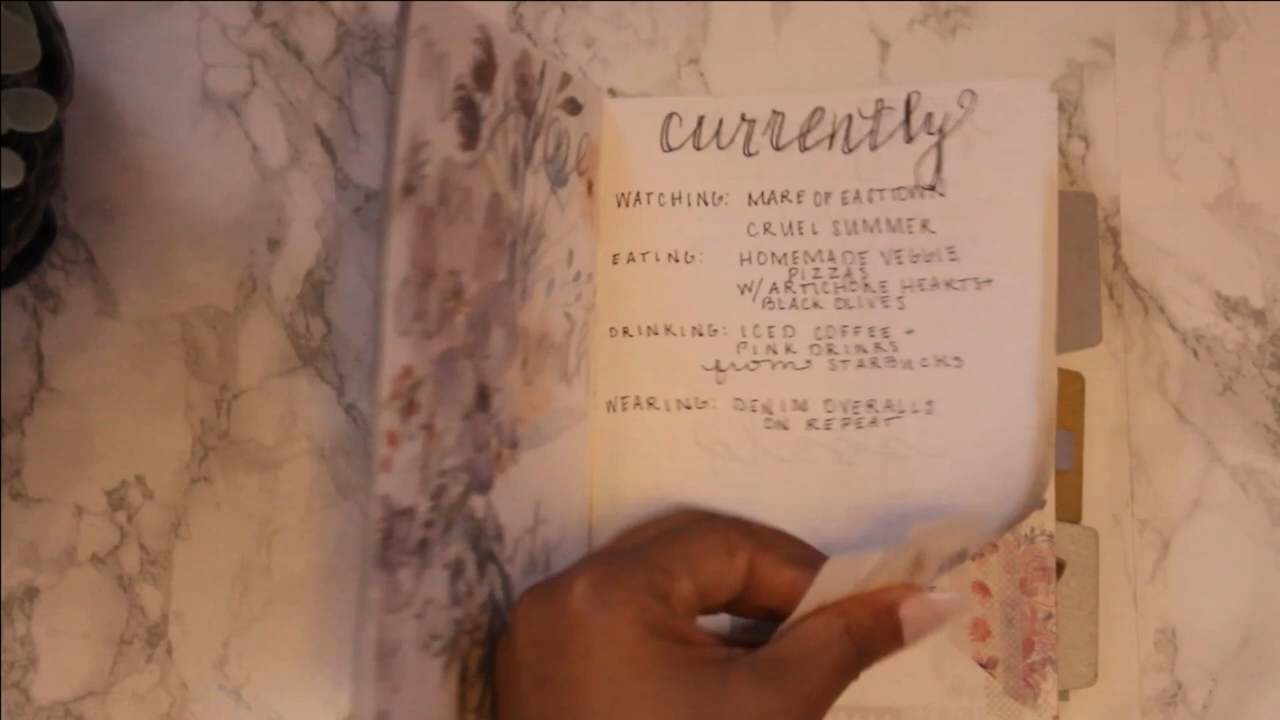 currently
WATCHING: MARE OF EASTTOWN
CRUEL SUMMER
EATING: HOMEMADE VEGGIE
PIZZAS
W/ARTICHOKE HEARTS+
BLACK OLIVES
DRINKING: ICED COFFEE +
PINK DRINKS
from STARBUCKS
WEARING: DENIM OVERALLS
ON REPEAT